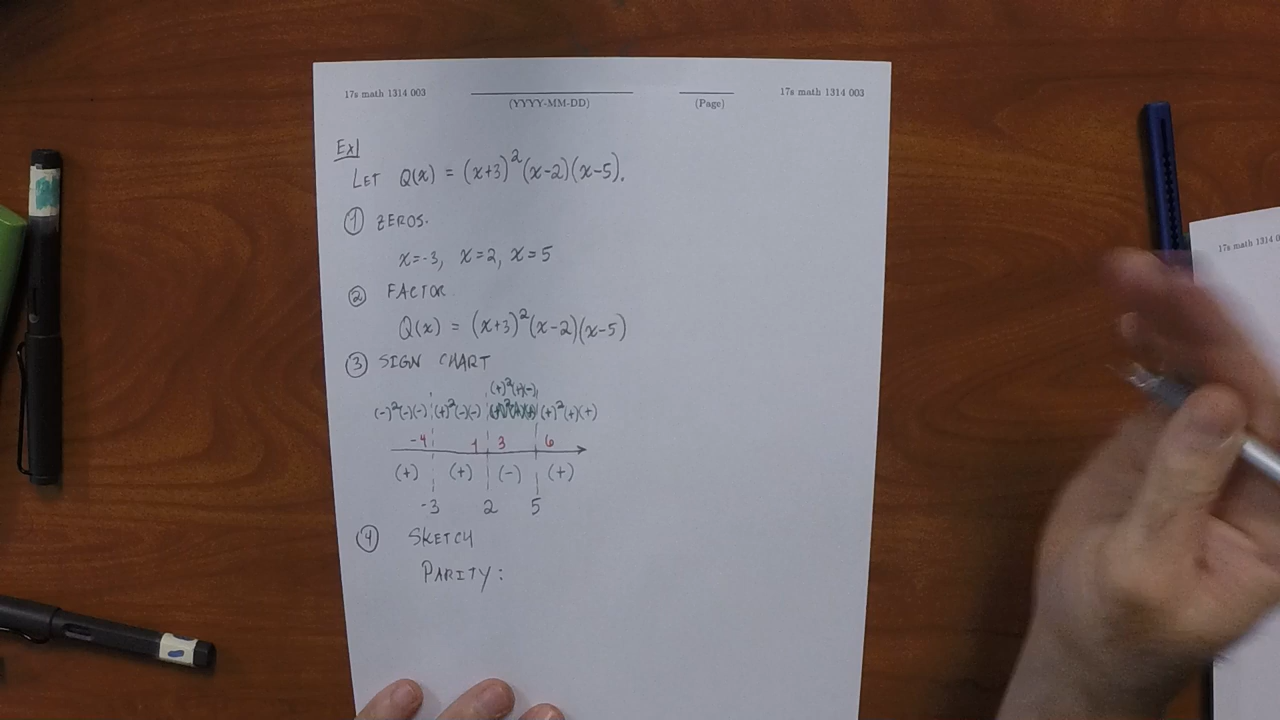 17s math 1314 003 (YYYY-MM-DD) (Page) 17s math 1314 003
Ex1
LET Q(x) = (x+3)²(x-2)(x-5).
① ZEROS.
x=-3, x=2, x=5
② FACTOR
Q(x) = (x+3)²(x-2)(x-5)
③ SIGN CHART
(+)²(+)(-)
(-)²(-)(-) (+)²(-)(-) (+)²(+)(+)
-4 1 3 6
(+) (+) (-) (+)
-3 2 5
④ SKETCH
PARITY:
17s math 1314 0